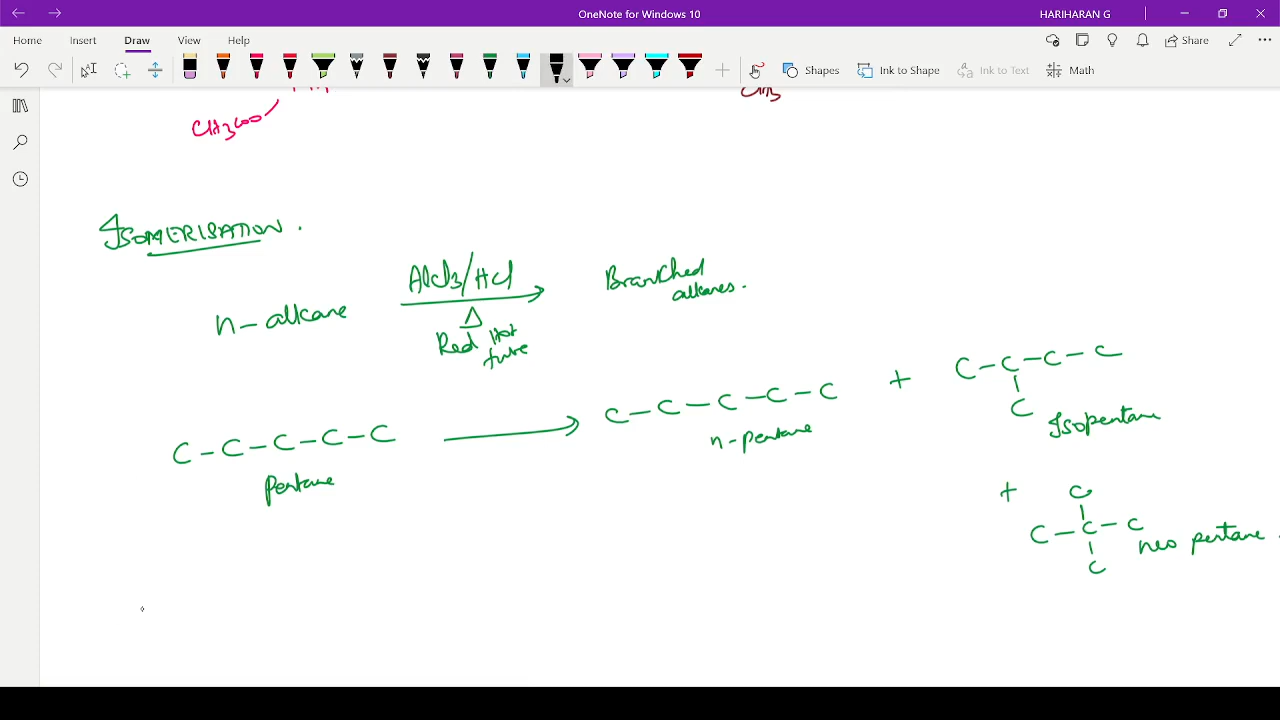 OneNote for Windows 10
HARIHARAN G
Home Insert Draw View Help
Share
Shapes Ink to Shape Ink to Text Math
CH3COO
CH3
ISOMERISATION.
n-alkane AlCl3/HCl Branched alkanes.
Δ
Red Hot tube
C-C-C-C-C C-C-C-C-C + C-C-C-C
C
Pentane n-pentane Isopentane
+ C
C-C-C neo pentane.
C